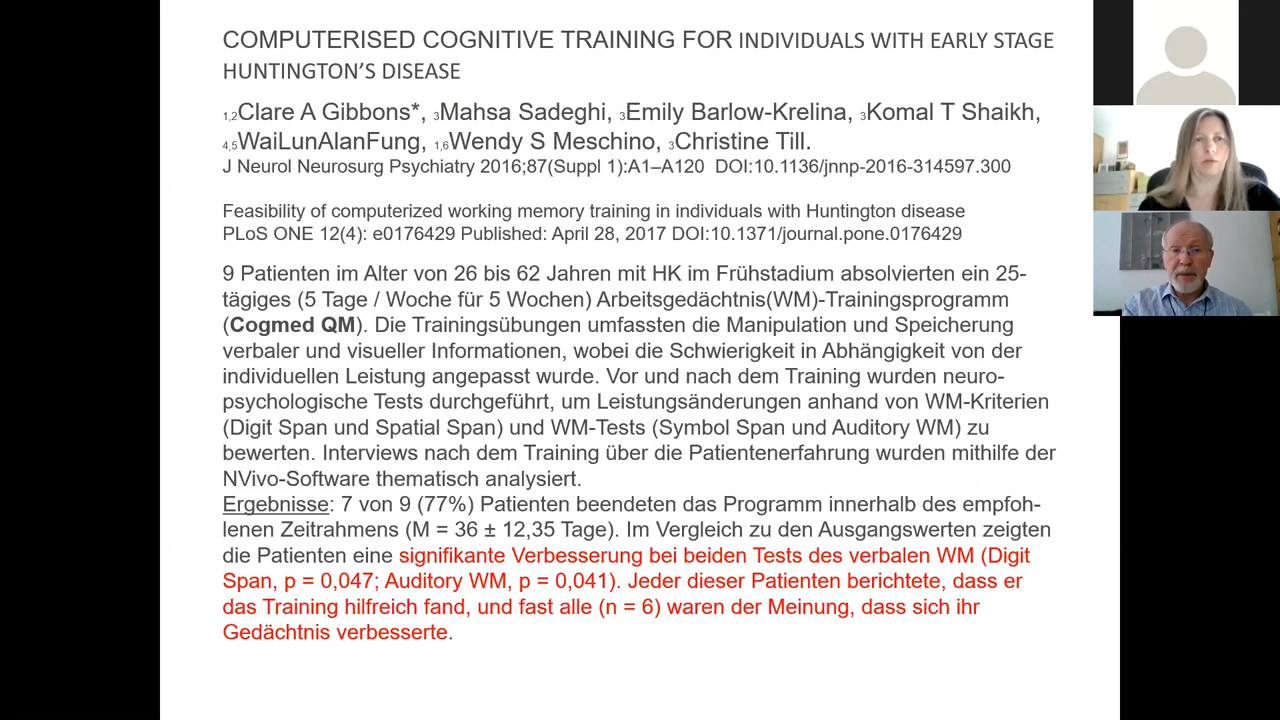 COMPUTERISED COGNITIVE TRAINING FOR INDIVIDUALS WITH EARLY STAGE
HUNTINGTON'S DISEASE
1,2Clare A Gibbons*, 3Mahsa Sadeghi, 3Emily Barlow-Krelina, 3Komal T Shaikh,
4,5WaiLunAlanFung, 1,6Wendy S Meschino, 3Christine Till.
J Neurol Neurosurg Psychiatry 2016;87(Suppl 1):A1–A120 DOI:10.1136/jnnp-2016-314597.300
Feasibility of computerized working memory training in individuals with Huntington disease
PLoS ONE 12(4): e0176429 Published: April 28, 2017 DOI:10.1371/journal.pone.0176429
9 Patienten im Alter von 26 bis 62 Jahren mit HK im Frühstadium absolvierten ein 25-
tägiges (5 Tage / Woche für 5 Wochen) Arbeitsgedächtnis(WM)-Trainingsprogramm
(Cogmed QM). Die Trainingsübungen umfassten die Manipulation und Speicherung
verbaler und visueller Informationen, wobei die Schwierigkeit in Abhängigkeit von der
individuellen Leistung angepasst wurde. Vor und nach dem Training wurden neuro-
psychologische Tests durchgeführt, um Leistungsänderungen anhand von WM-Kriterien
(Digit Span und Spatial Span) und WM-Tests (Symbol Span und Auditory WM) zu
bewerten. Interviews nach dem Training über die Patientenerfahrung wurden mithilfe der
NVivo-Software thematisch analysiert.
Ergebnisse: 7 von 9 (77%) Patienten beendeten das Programm innerhalb des empfoh-
lenen Zeitrahmens (M = 36 ± 12,35 Tage). Im Vergleich zu den Ausgangswerten zeigten
die Patienten eine signifikante Verbesserung bei beiden Tests des verbalen WM (Digit
Span, p = 0,047; Auditory WM, p = 0,041). Jeder dieser Patienten berichtete, dass er
das Training hilfreich fand, und fast alle (n = 6) waren der Meinung, dass sich ihr
Gedächtnis verbesserte.